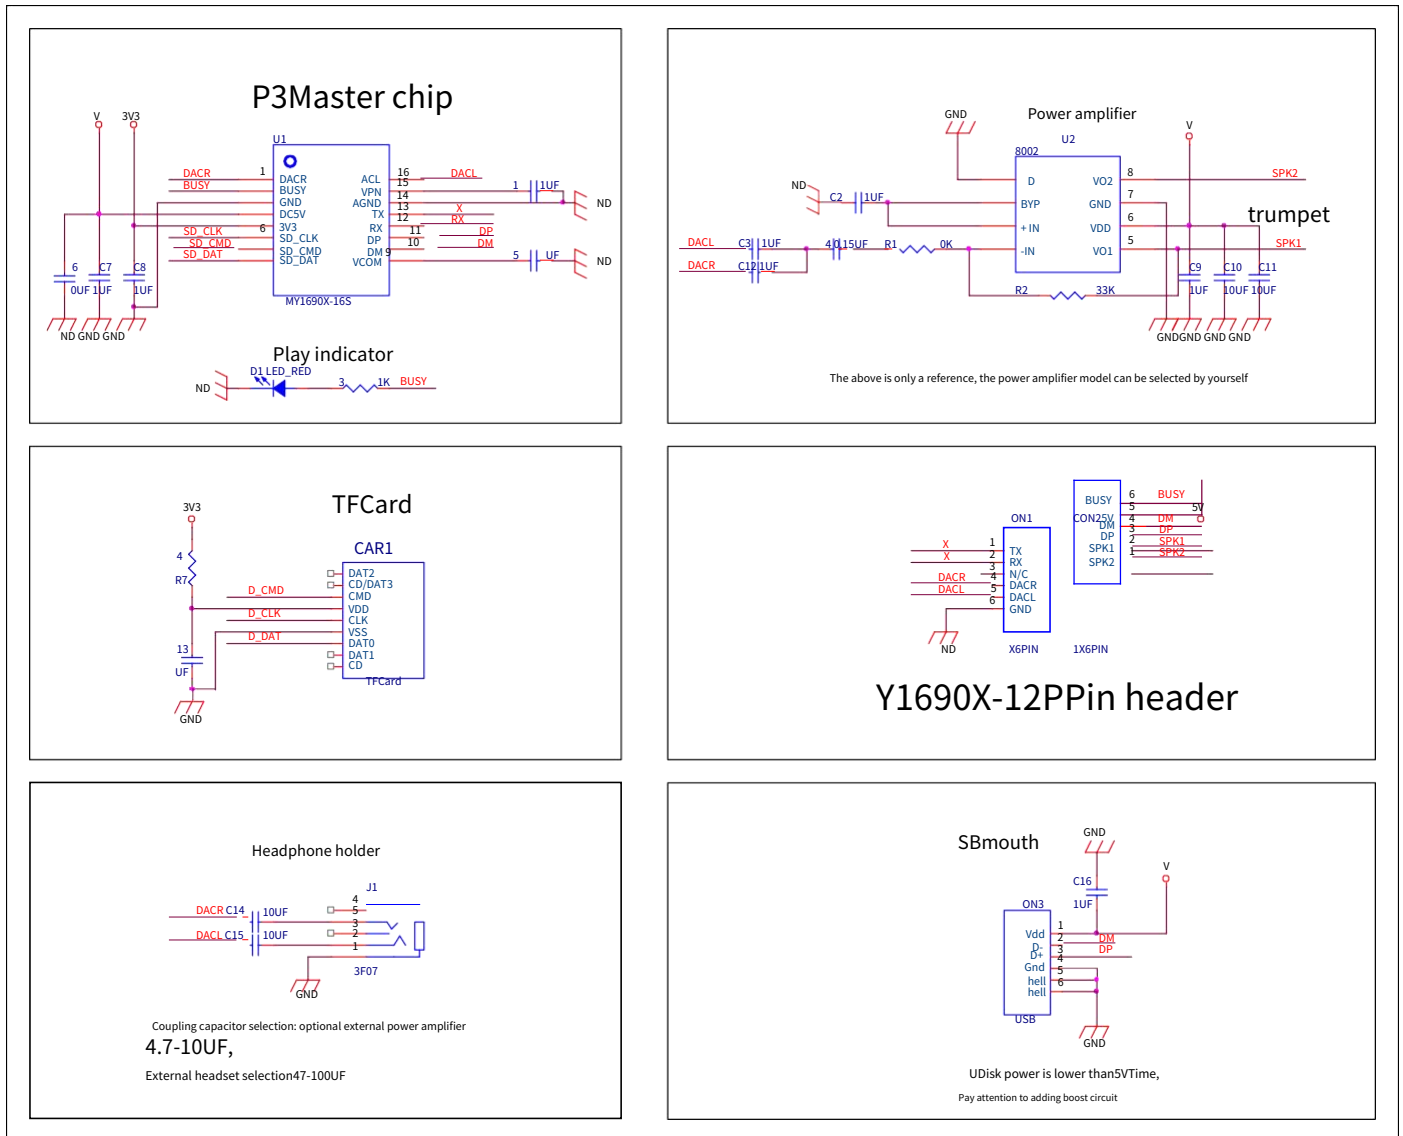 P3Master chip
V
3V3
U1
DACR
1
DACR
ACL
16
DACL
BUSY
BUSY
VPN
15
1
1UF
GND
AGND
14
ND
DC5V
TX
13
X
3V3
RX
12
RX
SD_CLK
6
SD_CLK
DP
11
DP
SD_CMD
SD_CMD
DM
10
DM
SD_DAT
SD_DAT
VCOM
9
5
UF
ND
6
C7
C8
0UF
1UF
1UF
MY1690X-16S
ND GND GND
Play indicator
D1 LED_RED
ND
3
1K
BUSY
GND
Power amplifier
V
U2
8002
D
VO2
8
SPK2
ND
C2
1UF
BYP
GND
7
trumpet
+ IN
VDD
6
DACL
C3
1UF
4
0.15UF
R1
0K
-IN
VO1
5
SPK1
DACR
C12
1UF
C9
C10
C11
R2
33K
1UF
10UF
10UF
GND
GND
GND
GND
The above is only a reference, the power amplifier model can be selected by yourself
TFCard
3V3
4
R7
CAR1
DAT2
CD/DAT3
D_CMD
CMD
VDD
D_CLK
CLK
VSS
D_DAT
DAT0
DAT1
CD
TFCard
13
UF
GND
BUSY
6
BUSY
5
5V
CON2
5V
4
DM
DM
3
DP
DP
2
SPK1
SPK1
1
SPK2
SPK2
ON1
X
1
TX
X
2
RX
3
N/C
DACR
4
DACR
DACL
5
DACL
6
GND
ND
X6PIN
1X6PIN
Y1690X-12PPin header
Headphone holder
J1
4
DACR
C14
10UF
5
3
DACL
C15
10UF
2
1
3F07
GND
Coupling capacitor selection: optional external power amplifier
4.7-10UF,
External headset selection47-100UF
SBmouth
GND
V
C16
1UF
ON3
Vdd
1
D-
2
DM
D+
3
DP
Gnd
4
hell
5
hell
6
USB
GND
UDisk power is lower than5VTime,
Pay attention to adding boost circuit